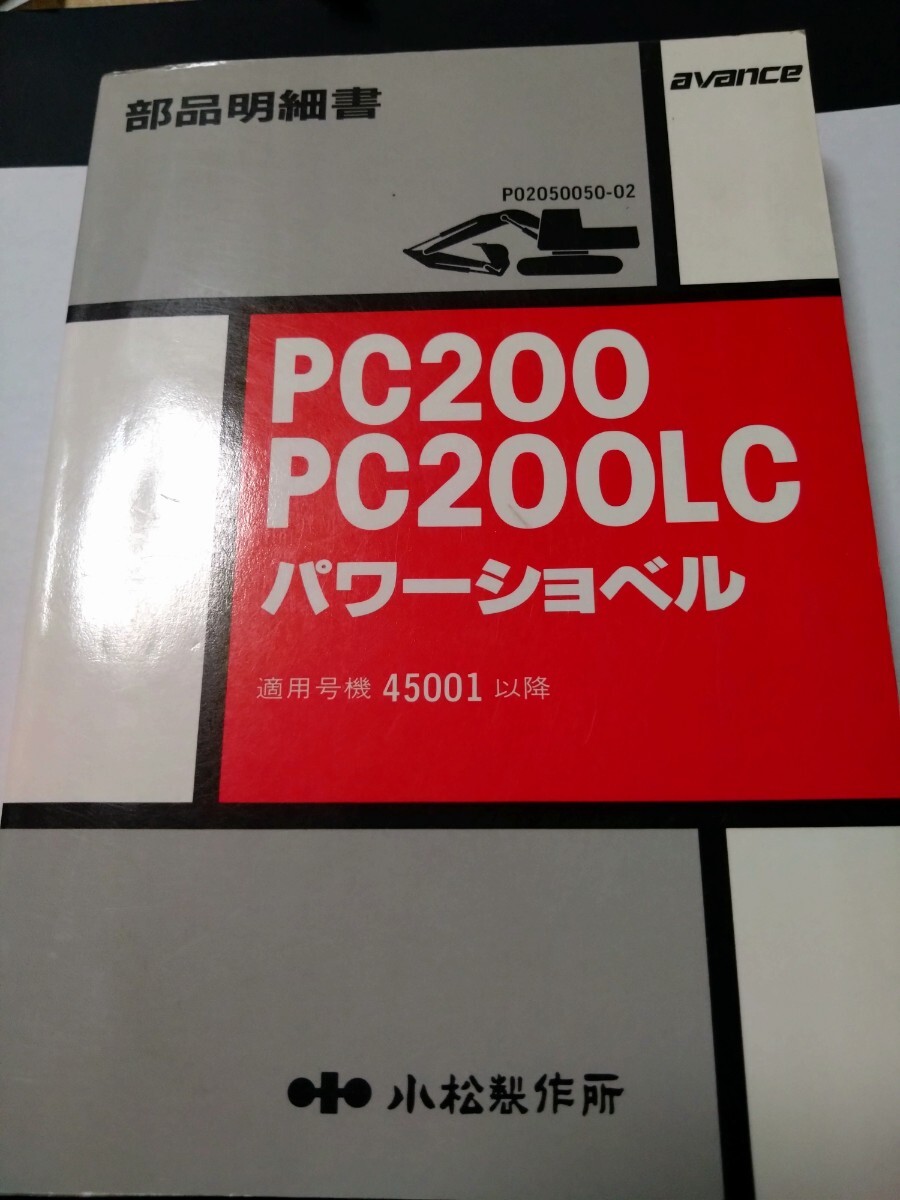 部品明細書
avance
P02050050-02
PC200
PC200LC
パワーショベル
適用号機 45001 以降
小松製作所